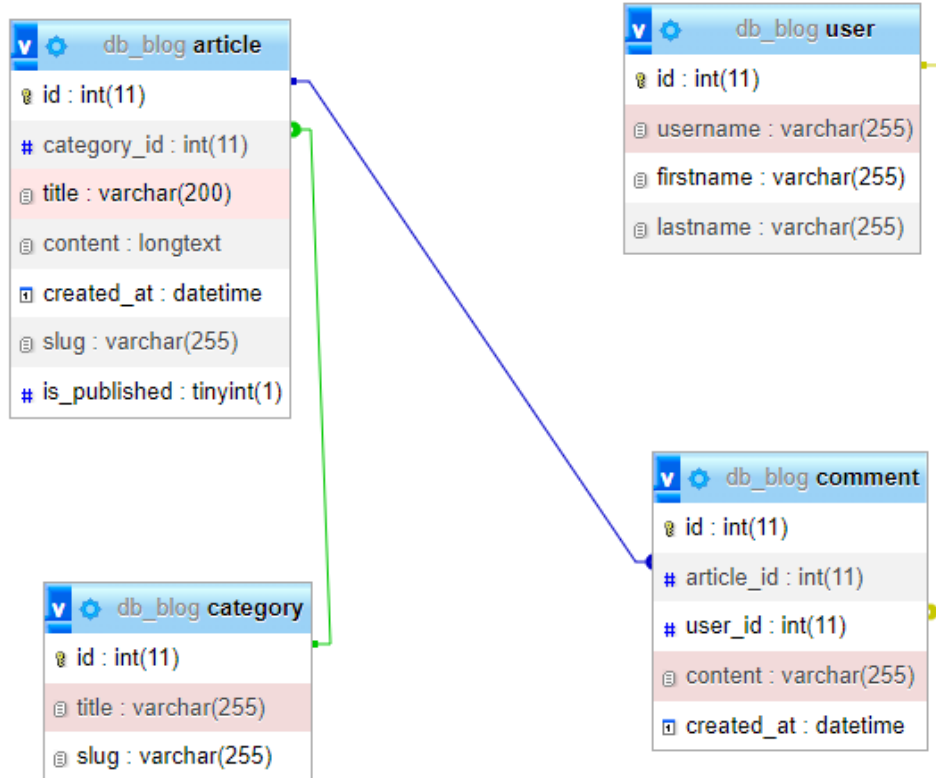 db_blog article
id : int(11)
category_id : int(11)
title : varchar(200)
content : longtext
created_at : datetime
slug : varchar(255)
is_published : tinyint(1)
db_blog user
id : int(11)
username : varchar(255)
firstname : varchar(255)
lastname : varchar(255)
db_blog category
id : int(11)
title : varchar(255)
slug : varchar(255)
db_blog comment
id : int(11)
article_id : int(11)
user_id : int(11)
content : varchar(255)
created_at : datetime